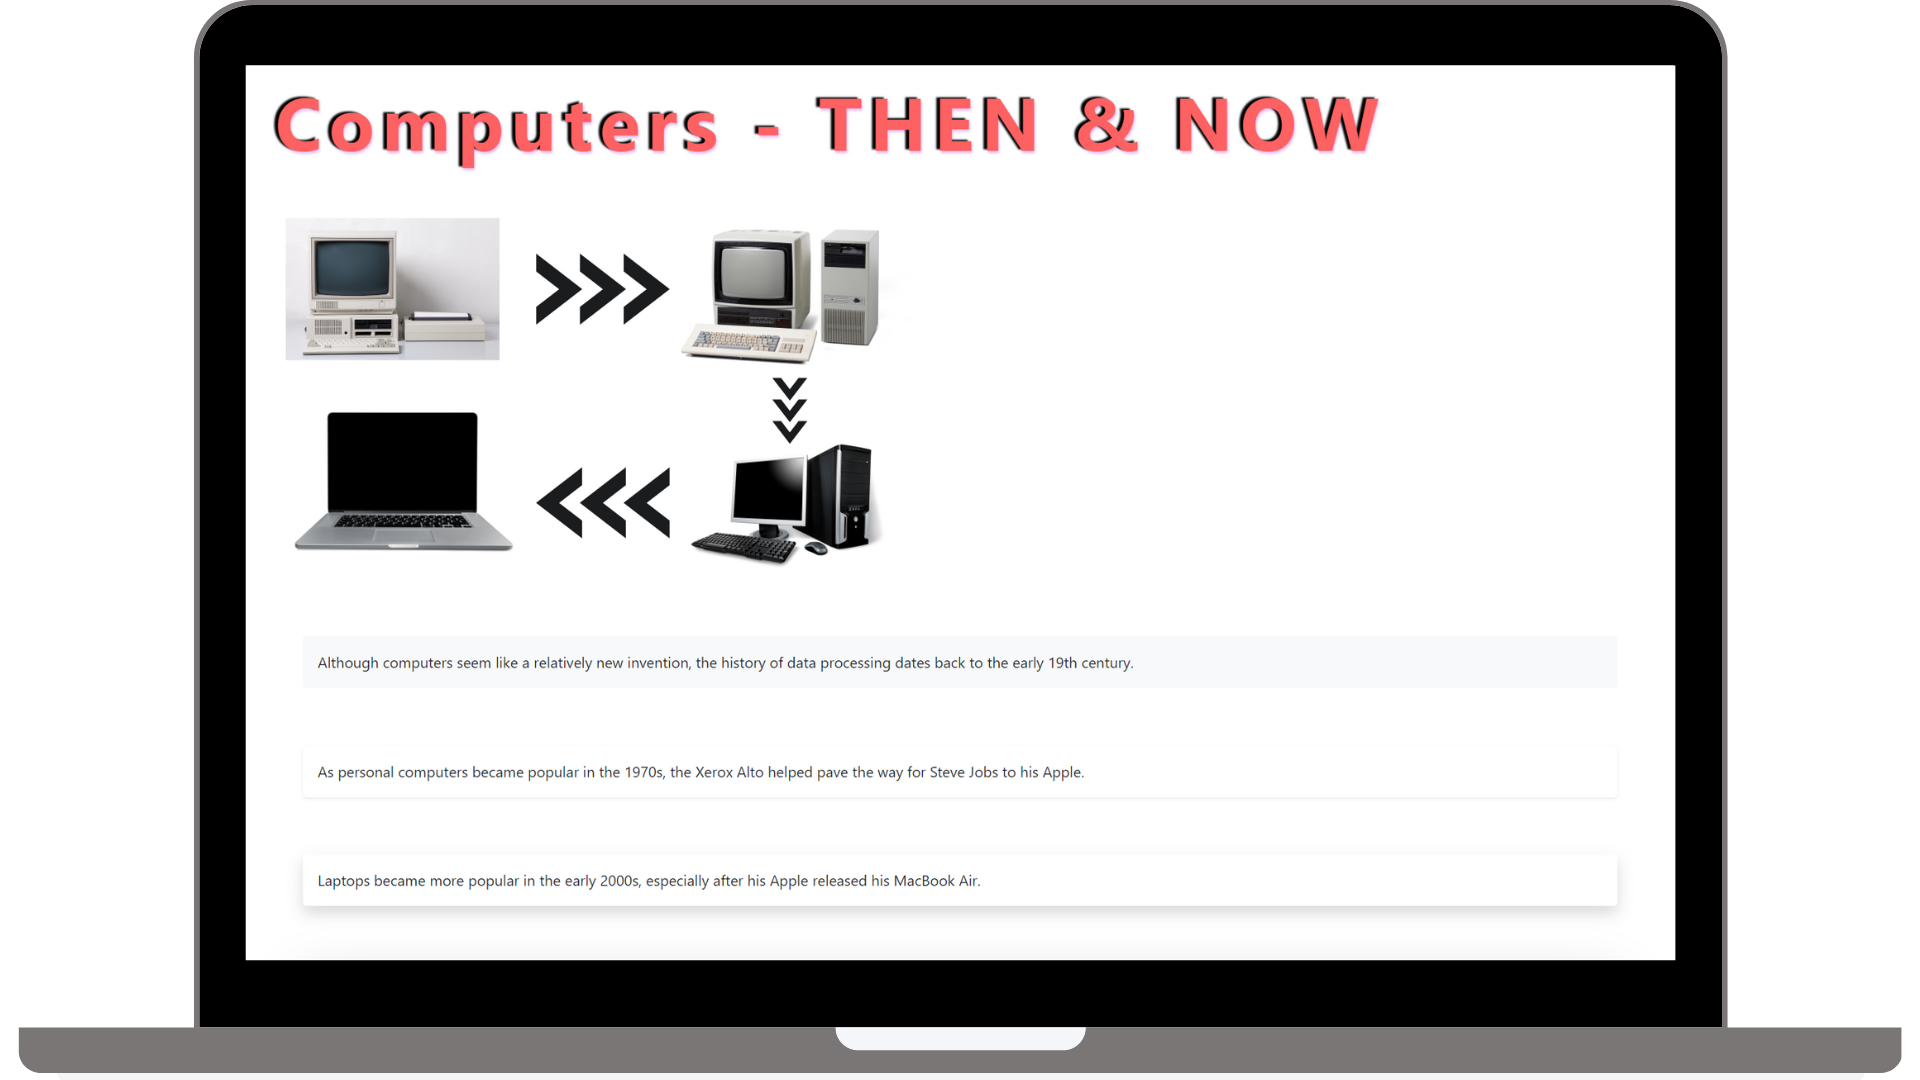 Computers - THEN & NOW
Although computers seem like a relatively new invention, the history of data processing dates back to the early 19th century.
As personal computers became popular in the 1970s, the Xerox Alto helped pave the way for Steve Jobs to his Apple.
Laptops became more popular in the early 2000s, especially after his Apple released his MacBook Air.